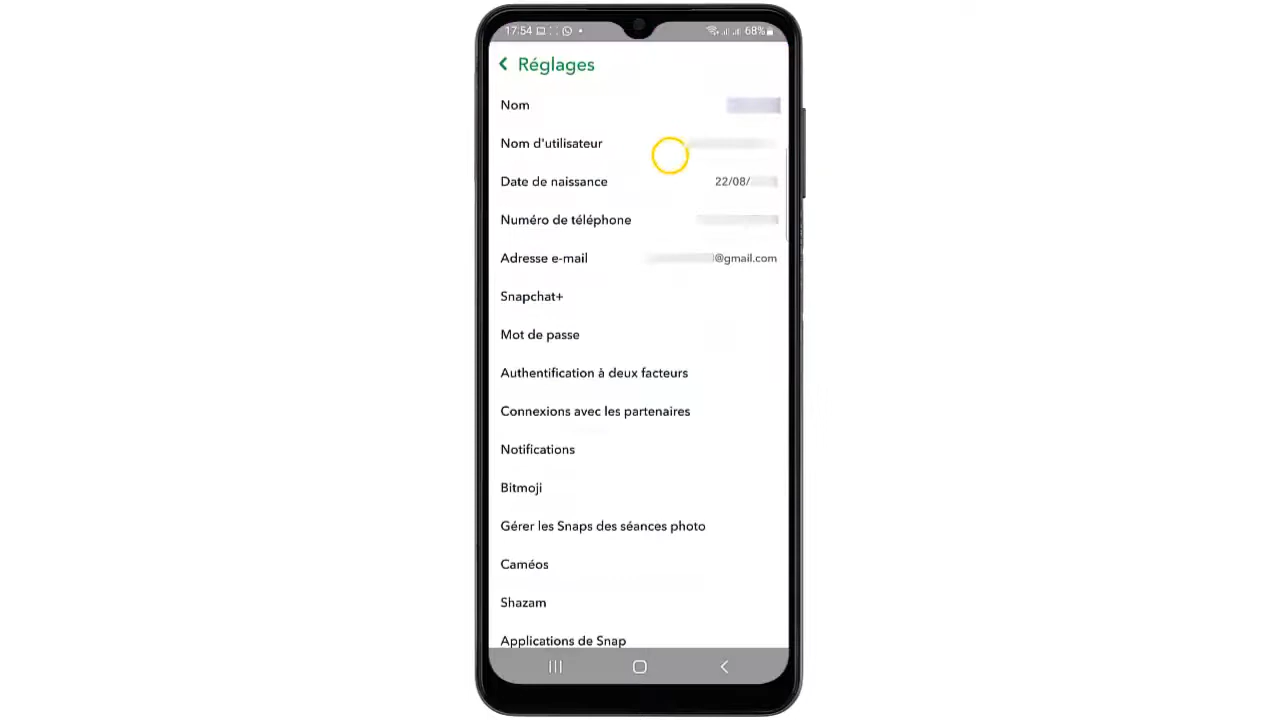 17:54 68%
Réglages
Nom
Nom d'utilisateur
Date de naissance 22/08/
Numéro de téléphone
Adresse e-mail @gmail.com
Snapchat+
Mot de passe
Authentification à deux facteurs
Connexions avec les partenaires
Notifications
Bitmoji
Gérer les Snaps des séances photo
Caméos
Shazam
Applications de Snap